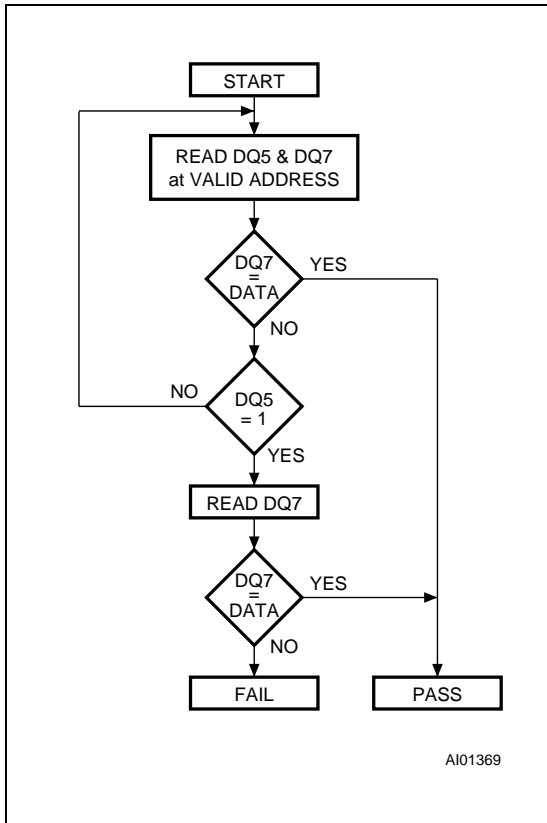 START
READ DQ5 & DQ7
at VALID ADDRESS
DQ7
=
DATA
YES
NO
DQ5
= 1
NO
YES
READ DQ7
DQ7
=
DATA
YES
NO
FAIL
PASS
AI01369